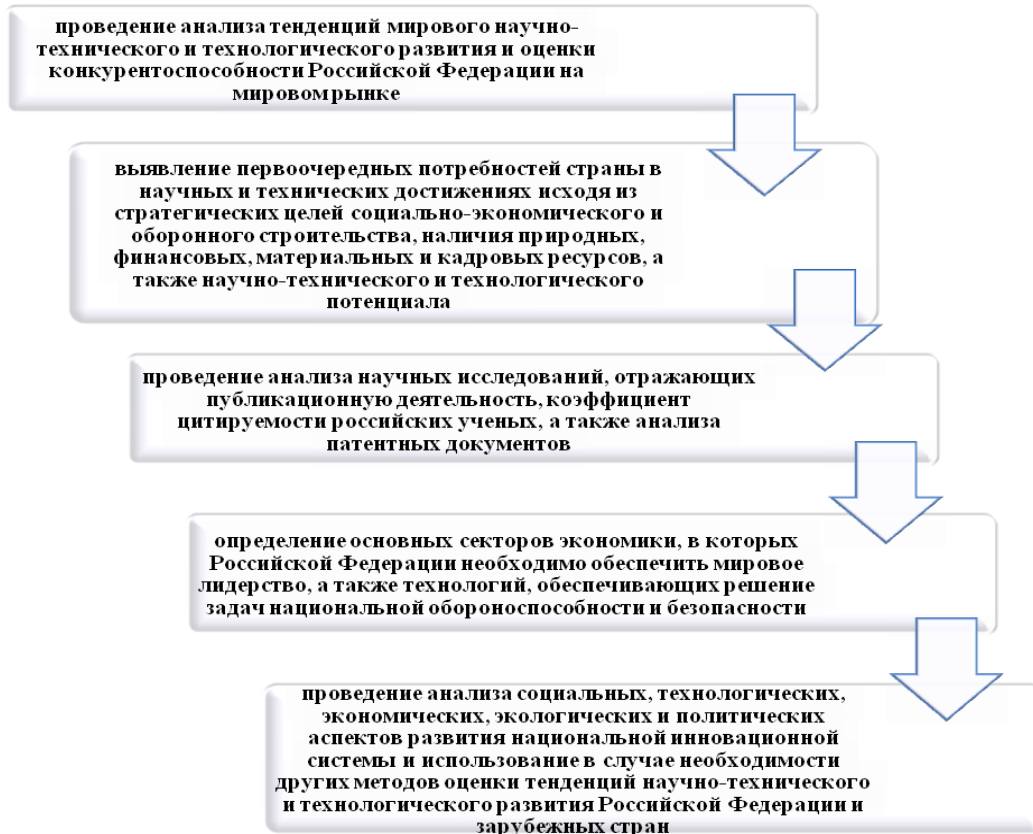 проведение анализа тенденций мирового научно-
технического и технологического развития и оценки
конкурентоспособности Российской Федерации на
мировом рынке
выявление первоочередных потребностей страны в
научных и технических достижениях исходя из
стратегических целей социально-экономического и
оборонного строительства, наличия природных,
финансовых, материальных и кадровых ресурсов, а
также научно-технического и технологического
потенциала
проведение анализа научных исследований, отражающих
публикационную деятельность, коэффициент
цитируемости российских ученых, а также анализа
патентных документов
определение основных секторов экономики, в которых
Российской Федерации необходимо обеспечить мировое
лидерство, а также технологий, обеспечивающих решение
задач национальной обороноспособности и безопасности
проведение анализа социальных, технологических,
экономических, экологических и политических
аспектов развития национальной инновационной
системы и использование в случае необходимости
других методов оценки тенденций научно-технического
и технологического развития Российской Федерации и
зарубежных стран